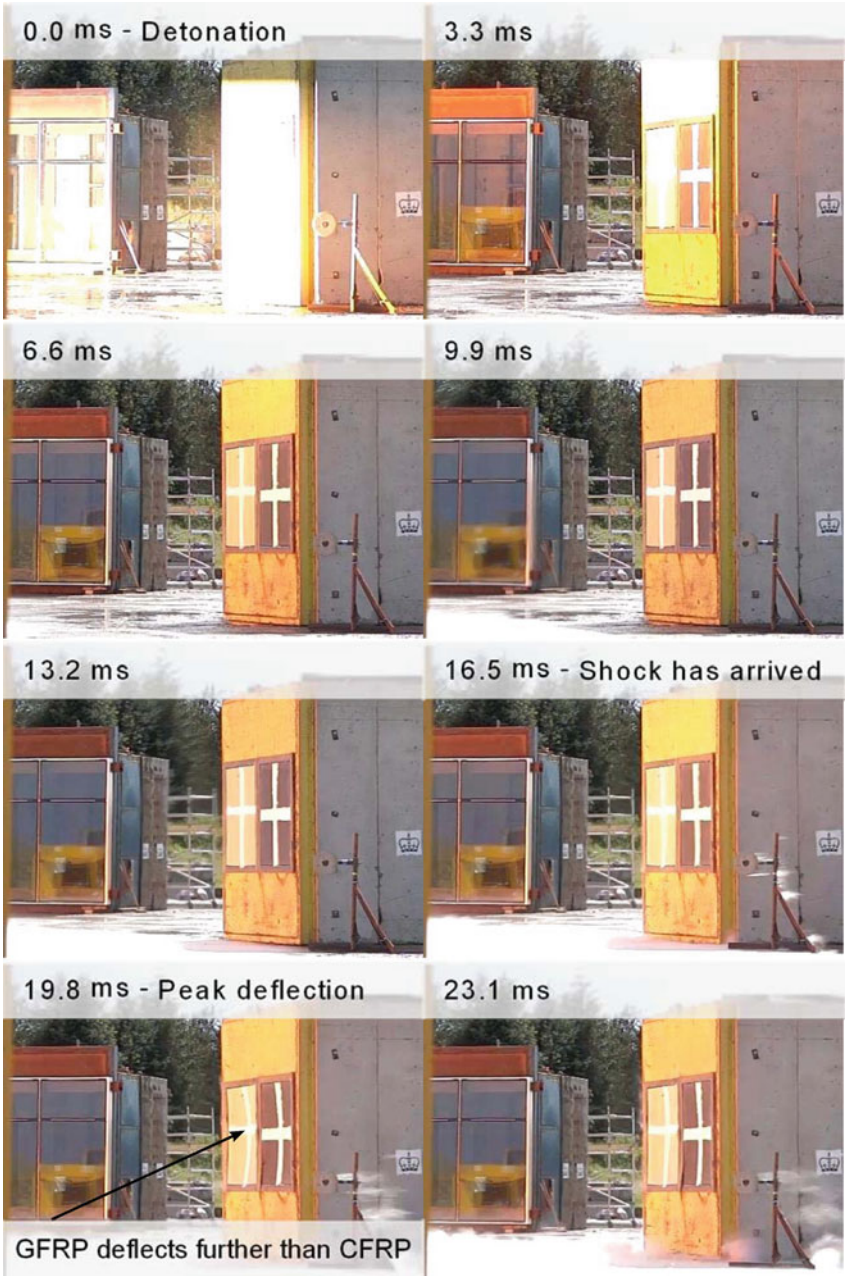 0.0 ms - Detonation
3.3 ms
6.6 ms
9.9 ms
13.2 ms
16.5 ms - Shock has arrived
19.8 ms - Peak deflection
23.1 ms
GFRP deflects further than CFRP